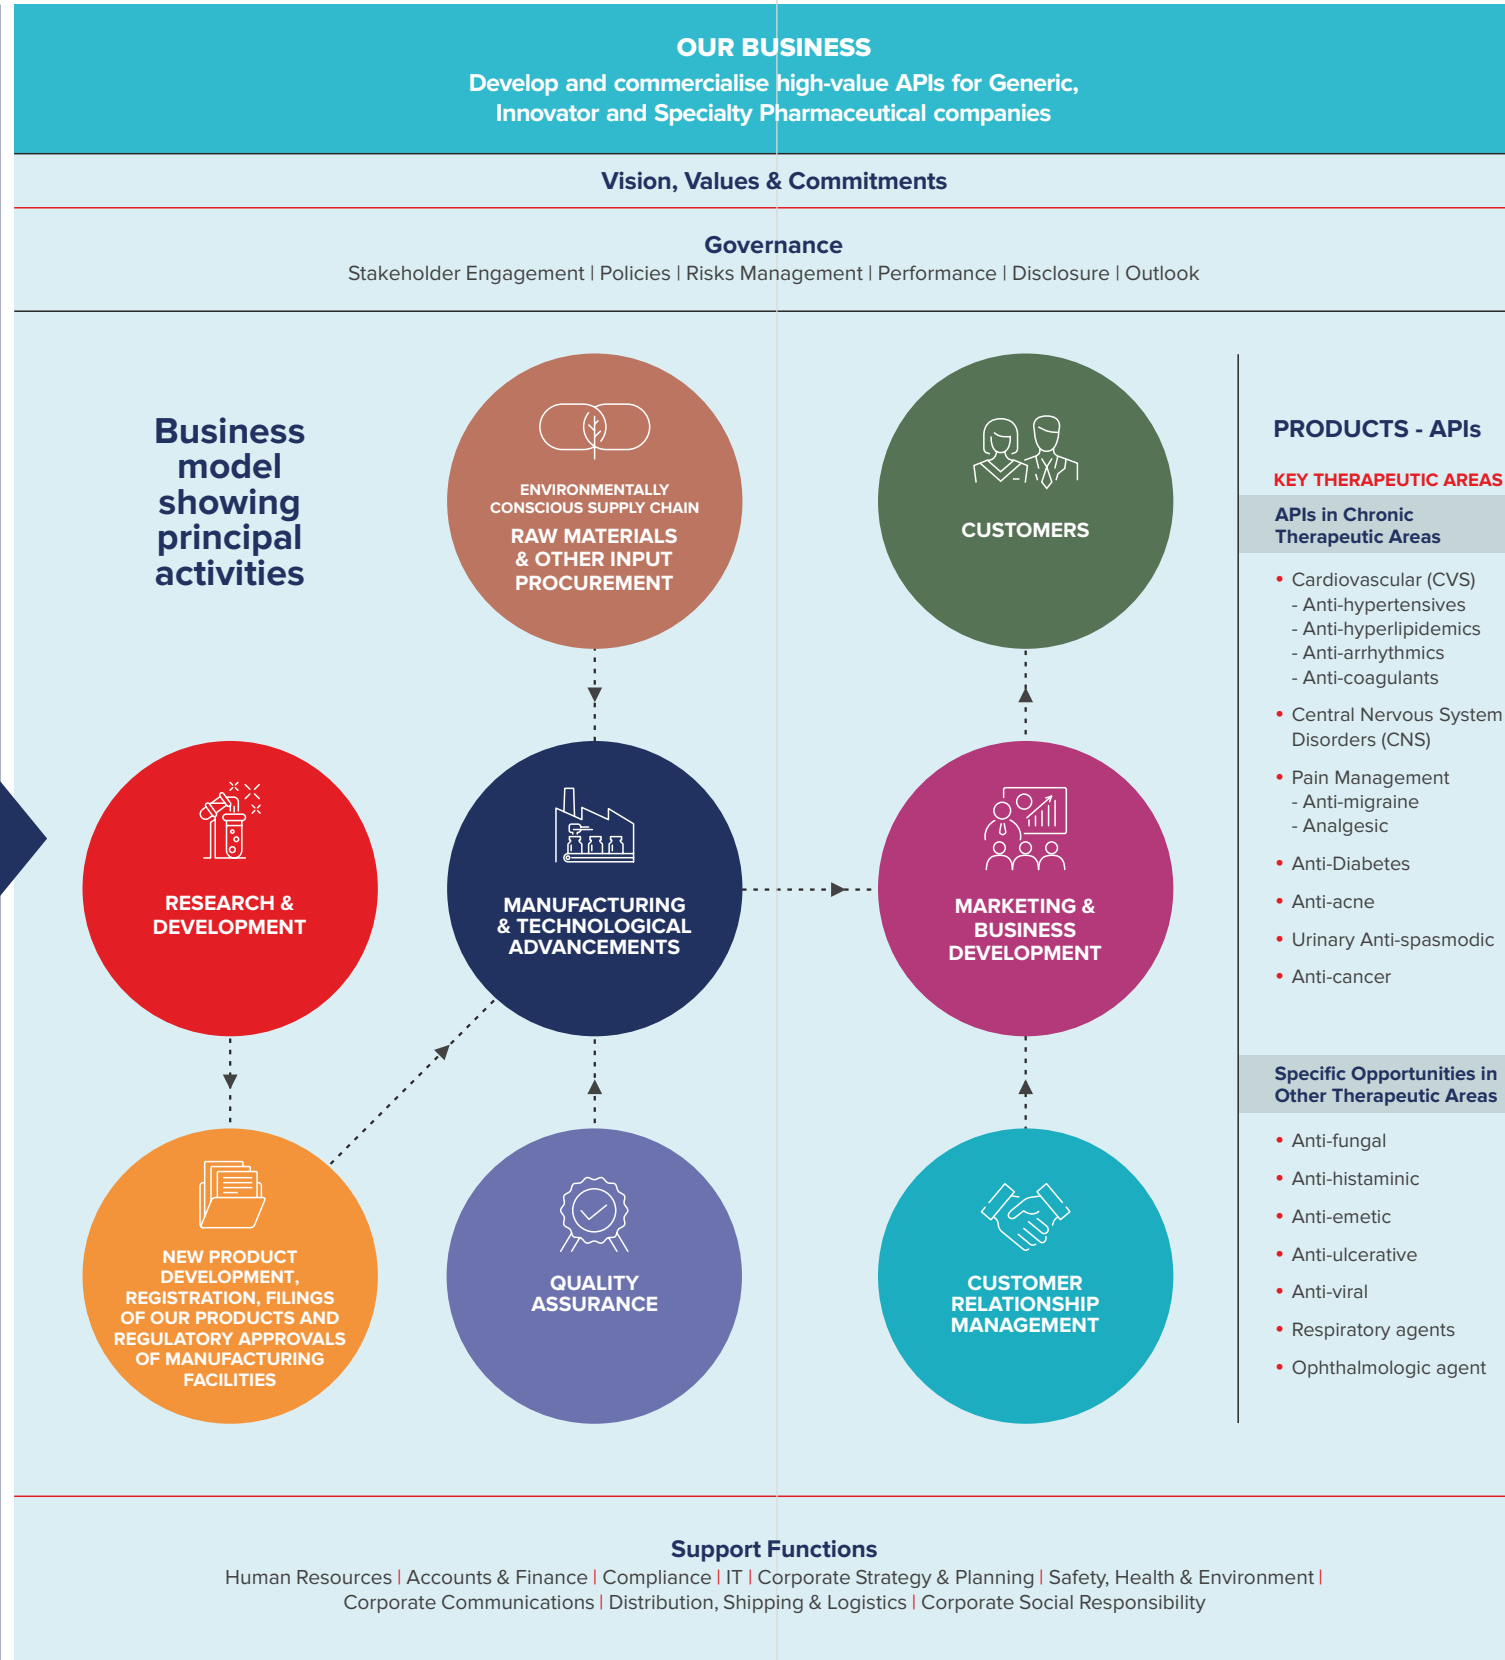 OUR BUSINESS
Develop and commercialise high-value APIs for Generic,
Innovator and Specialty Pharmaceutical companies
Vision, Values & Commitments
Governance
Stakeholder Engagement | Policies | Risks Management | Performance | Disclosure | Outlook
Business
model
showing
principal
activities
ENVIRONMENTALLY
CONSCIOUS SUPPLY CHAIN
RAW MATERIALS
& OTHER INPUT
PROCUREMENT
CUSTOMERS
RESEARCH &
DEVELOPMENT
MANUFACTURING
& TECHNOLOGICAL
ADVANCEMENTS
MARKETING &
BUSINESS
DEVELOPMENT
NEW PRODUCT
DEVELOPMENT,
REGISTRATION, FILINGS
OF OUR PRODUCTS AND
REGULATORY APPROVALS
OF MANUFACTURING
FACILITIES
QUALITY
ASSURANCE
CUSTOMER
RELATIONSHIP
MANAGEMENT
PRODUCTS - APIs
KEY THERAPEUTIC AREAS
APIs in Chronic
Therapeutic Areas
• Cardiovascular (CVS)
- Anti-hypertensives
- Anti-hyperlipidemics
- Anti-arrhythmics
- Anti-coagulants
• Central Nervous System
Disorders (CNS)
• Pain Management
- Anti-migraine
- Analgesic
• Anti-Diabetes
• Anti-acne
• Urinary Anti-spasmodic
• Anti-cancer
Specific Opportunities in
Other Therapeutic Areas
• Anti-fungal
• Anti-histaminic
• Anti-emetic
• Anti-ulcerative
• Anti-viral
• Respiratory agents
• Ophthalmologic agent
Support Functions
Human Resources | Accounts & Finance | Compliance | IT | Corporate Strategy & Planning | Safety, Health & Environment |
Corporate Communications | Distribution, Shipping & Logistics | Corporate Social Responsibility